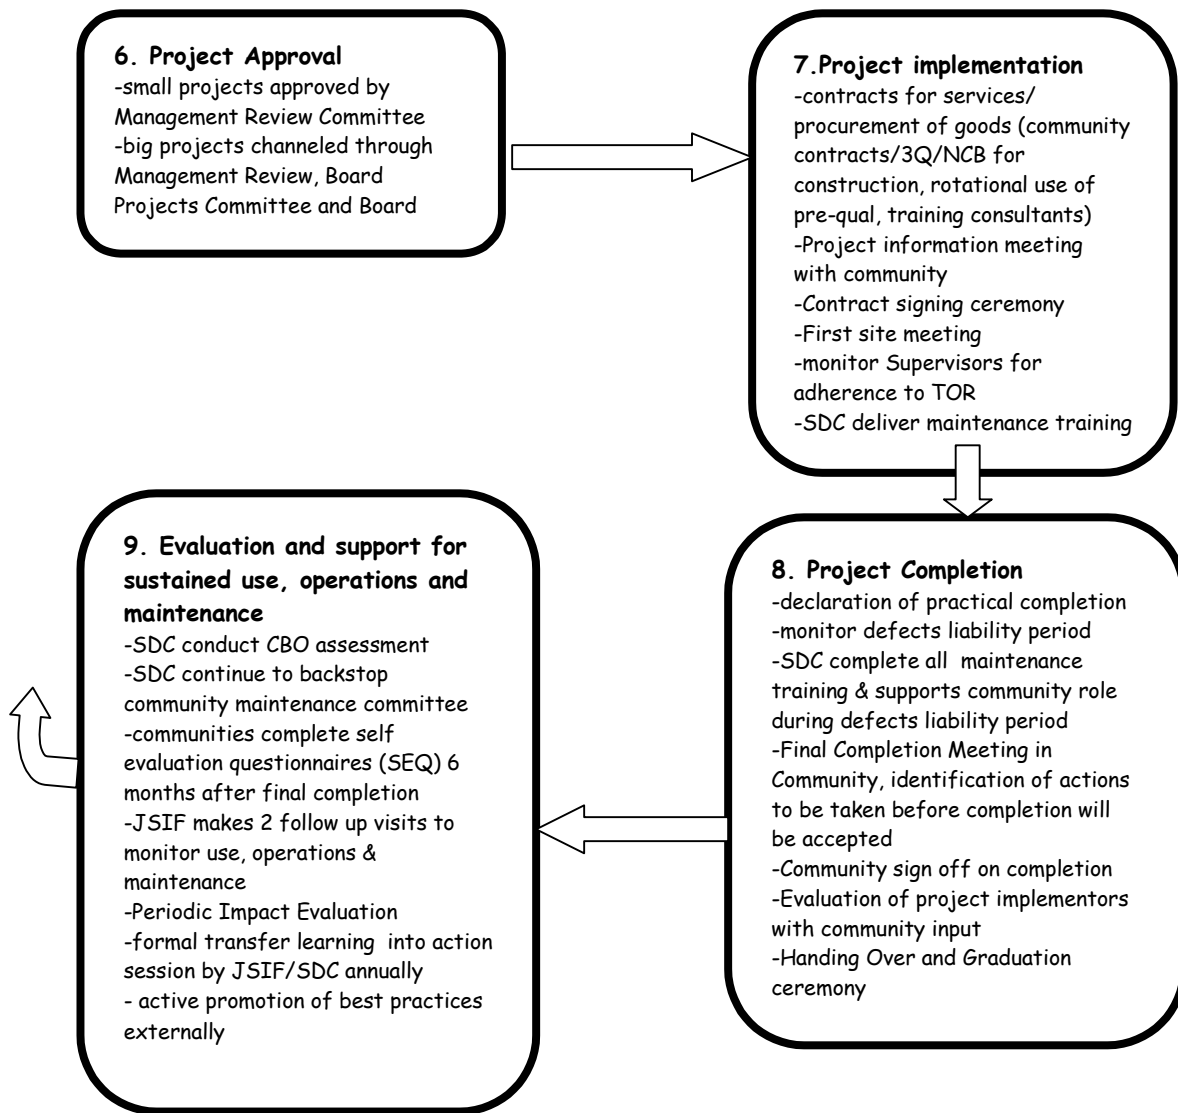 6. Project Approval
-small projects approved by
Management Review Committee
-big projects channeled through
Management Review, Board
Projects Committee and Board
7.Project implementation
-contracts for services/
procurement of goods (community
contracts/3Q/NCB for
construction, rotational use of
pre-qual, training consultants)
-Project information meeting
with community
-Contract signing ceremony
-First site meeting
-monitor Supervisors for
adherence to TOR
-SDC deliver maintenance training
8. Project Completion
-declaration of practical completion
-monitor defects liability period
-SDC complete all maintenance
training & supports community role
during defects liability period
-Final Completion Meeting in
Community, identification of actions
to be taken before completion will
be accepted
-Community sign off on completion
-Evaluation of project implementors
with community input
-Handing Over and Graduation
ceremony
9. Evaluation and support for
sustained use, operations and
maintenance
-SDC conduct CBO assessment
-SDC continue to backstop
community maintenance committee
-communities complete self
evaluation questionnaires (SEQ) 6
months after final completion
-JSIF makes 2 follow up visits to
monitor use, operations &
maintenance
-Periodic Impact Evaluation
-formal transfer learning into action
session by JSIF/SDC annually
- active promotion of best practices
externally